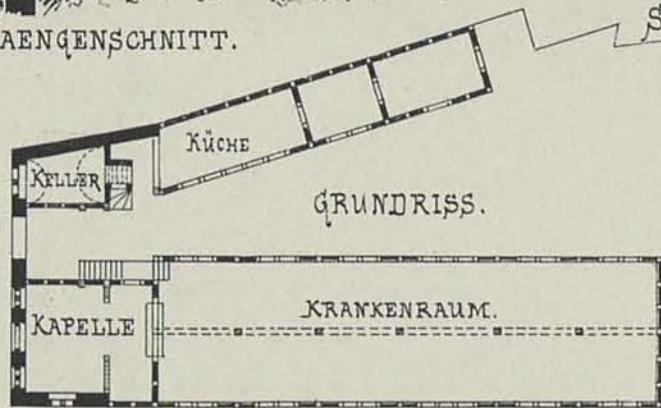 AENGENSCHNITT.
S
KÜCHE
KELLER
GRUNDRISS.
KRANKENRAUM.
KAPELLE